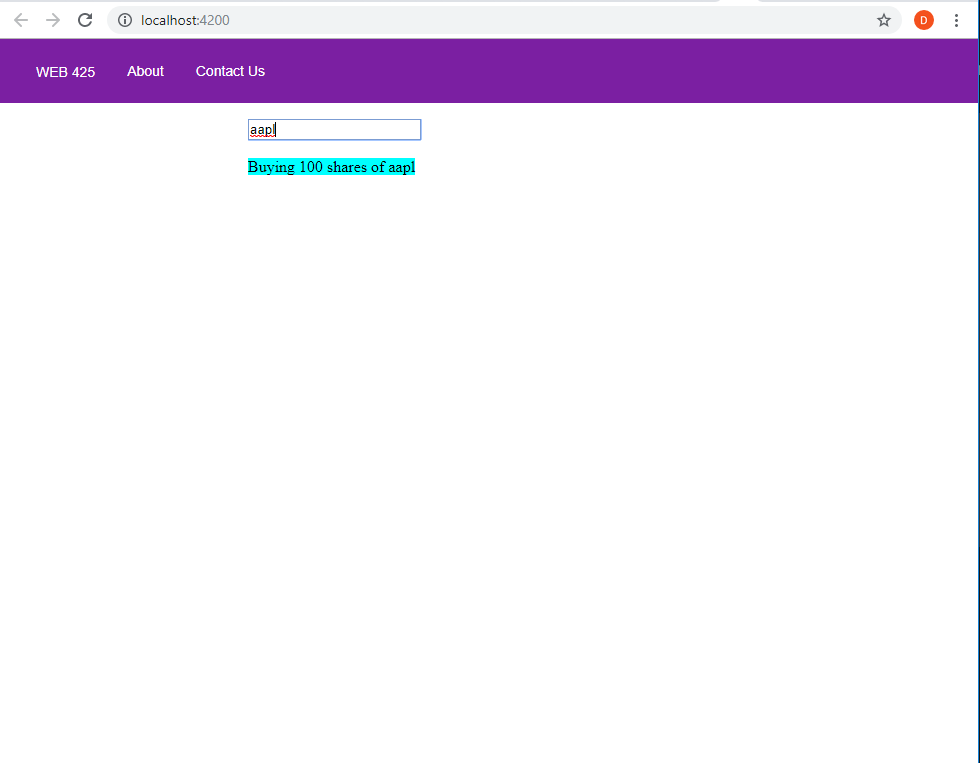 localhost:4200
D
WEB 425 About Contact Us
aapl
Buying 100 shares of aapl